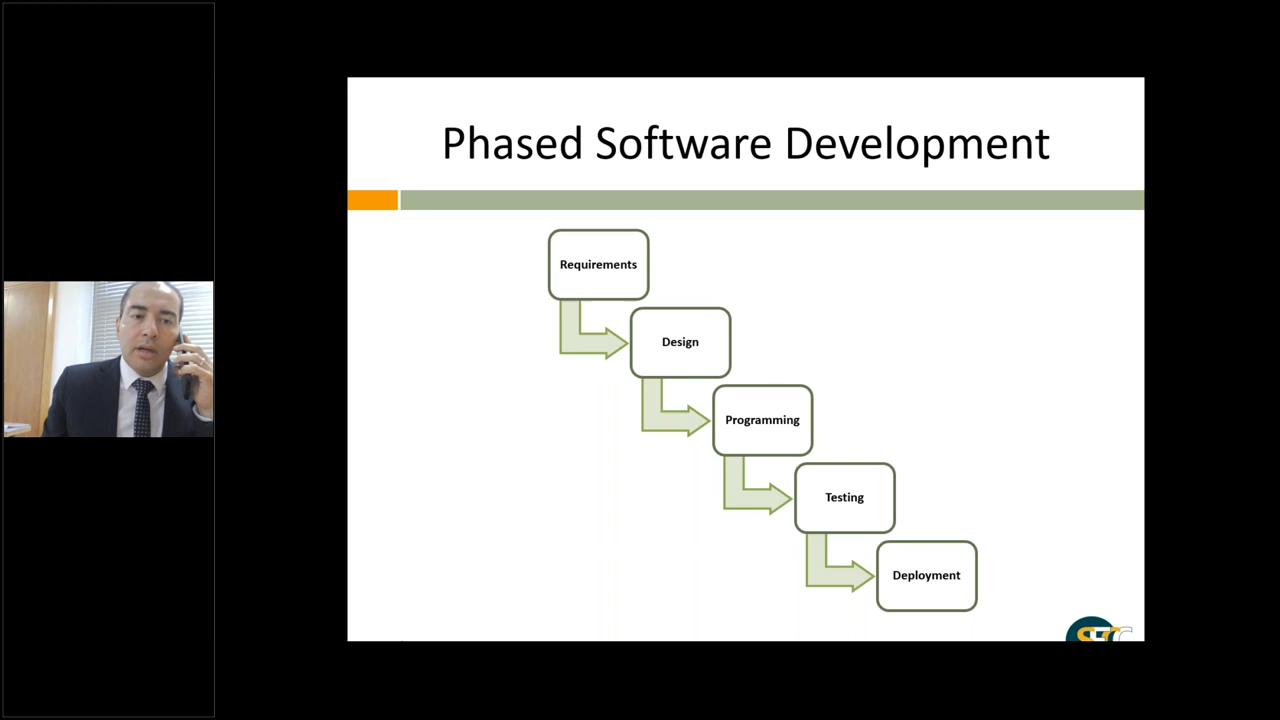 Phased Software Development
Requirements
Design
Programming
Testing
Deployment